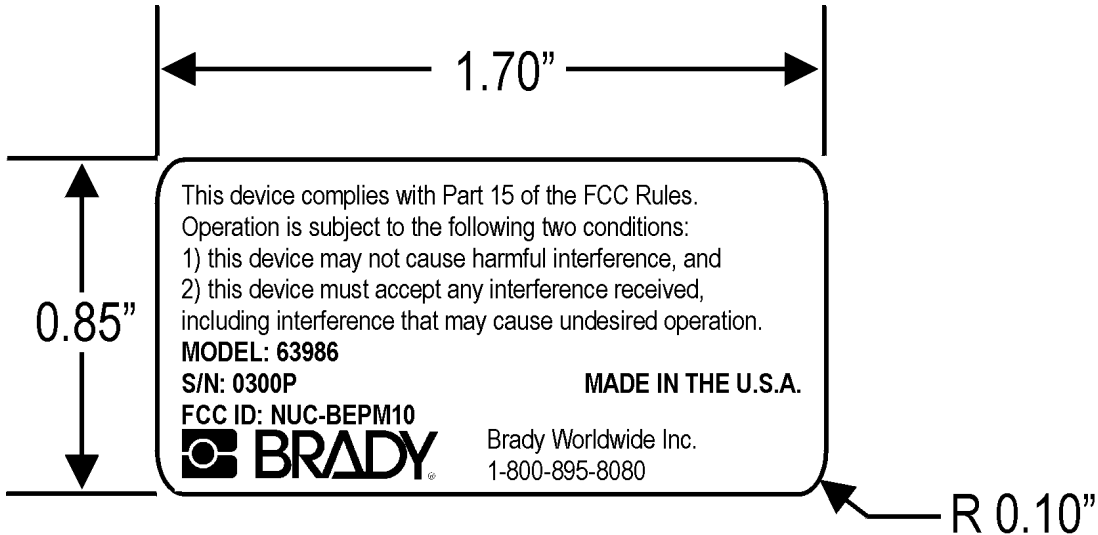 1.70”
0.85”
This device complies with Part 15 of the FCC Rules.
Operation is subject to the following two conditions:
1) this device may not cause harmful interference, and
2) this device must accept any interference received,
including interference that may cause undesired operation.
MODEL: 63986
S/N: 0300P MADE IN THE U.S.A.
FCC ID: NUC-BEPM10
BRADY® Brady Worldwide Inc.
1-800-895-8080
R 0.10”